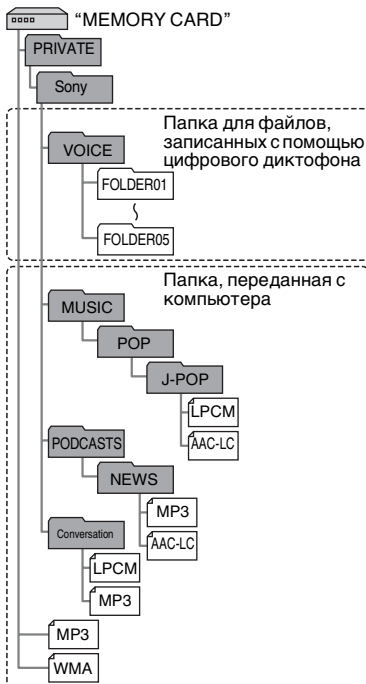 “MEMORY CARD”
PRIVATE
Sony
Папка для файлов,
записанных с помощью
цифрового диктофона
VOICE
FOLDER01
FOLDER05
Папка, переданная с
компьютера
MUSIC
POP
J-POP
LPCM
AAC-LC
PODCASTS
NEWS
MP3
AAC-LC
Conversation
LPCM
MP3
MP3
WMA